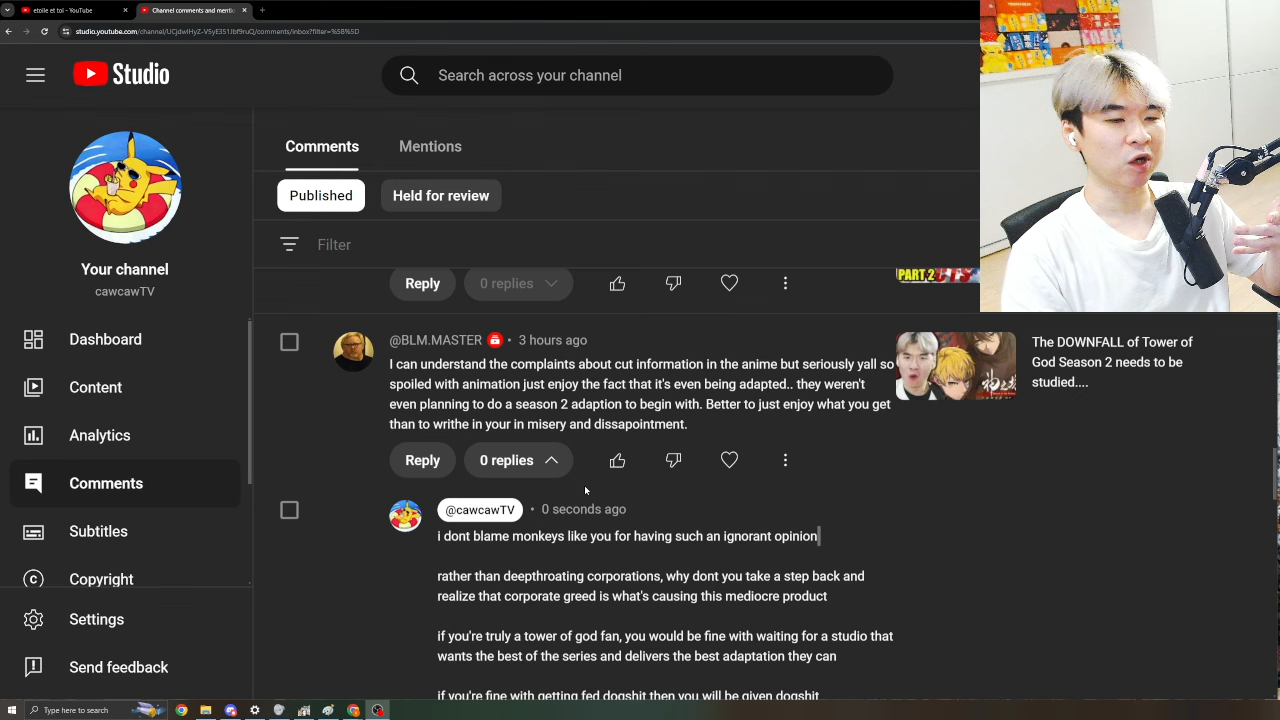 etoile et tol - YouTube
Channel comments and mentio
studio.youtube.com/channel/
/comments/inbox?filter=%5B%5D
Studio
Search across your channel
Your channel
cawcawTV
Dashboard
Content
Analytics
Comments
Subtitles
Copyright
Settings
Send feedback
Comments
Mentions
Published
Held for review
Filter
Reply
0 replies
PART 2
@BLM.MASTER • 3 hours ago
I can understand the complaints about cut information in the anime but seriously yall so
spoiled with animation just enjoy the fact that it's even being adapted.. they weren't
even planning to do a season 2 adaption to begin with. Better to just enjoy what you get
than to writhe in your in misery and dissapointment.
The DOWNFALL of Tower of
God Season 2 needs to be
studied....
Reply
0 replies
@cawcawTV • 0 seconds ago
i dont blame monkeys like you for having such an ignorant opinion
rather than deepthroating corporations, why dont you take a step back and
realize that corporate greed is what's causing this mediocre product
if you're truly a tower of god fan, you would be fine with waiting for a studio that
wants the best of the series and delivers the best adaptation they can
if you're fine with getting fed dogshit then you will be given dogshit
Type here to search